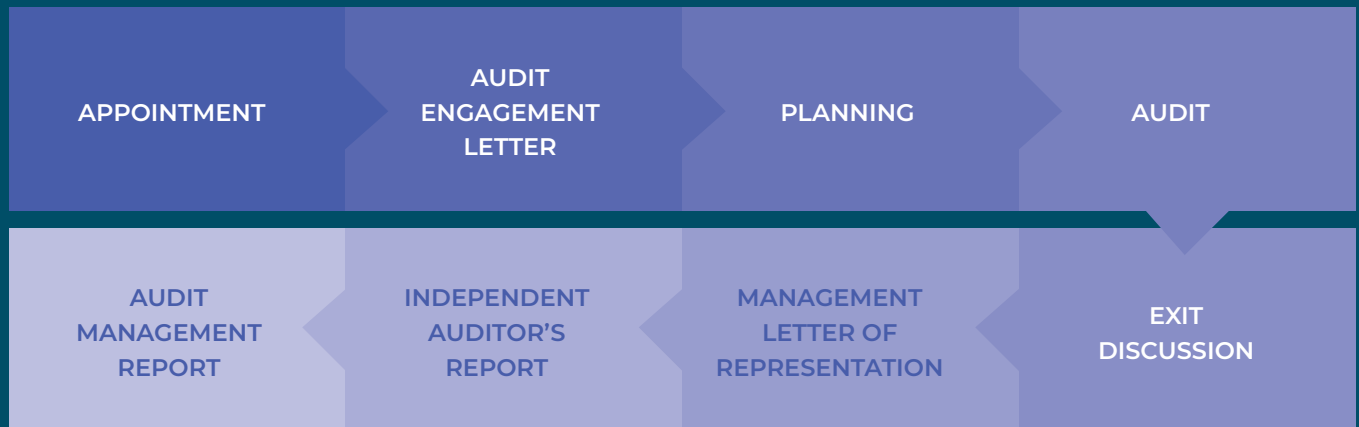 APPOINTMENT
AUDIT
ENGAGEMENT
LETTER
PLANNING
AUDIT
EXIT
DISCUSSION
MANAGEMENT
LETTER OF
REPRESENTATION
INDEPENDENT
AUDITOR’S
REPORT
AUDIT
MANAGEMENT
REPORT